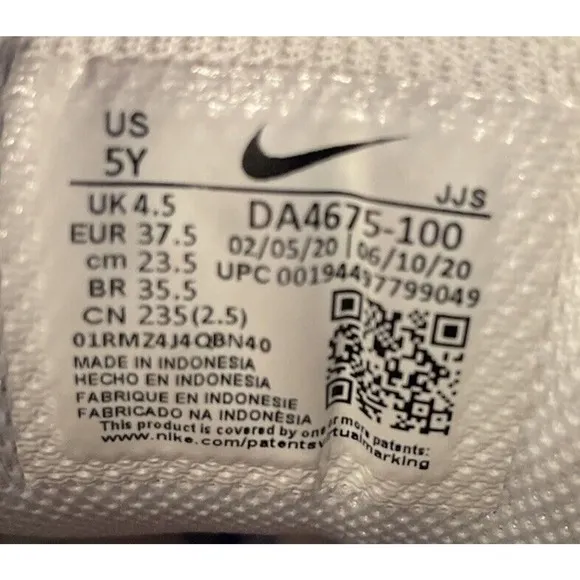 US
5Y
JJS
UK 4.5
EUR 37.5
cm 23.5
BR 35.5
CN 235(2.5)
DA4675-100
02/05/20 | 06/10/20
UPC
01RMZ4J4QBN40
MADE IN INDONESIA
HECHO EN INDONESIA
FABRIQUE EN INDONESIE
FABRICADO NA INDONÈSIA
This product is covered by one or more patents:
www.nike.com/patents